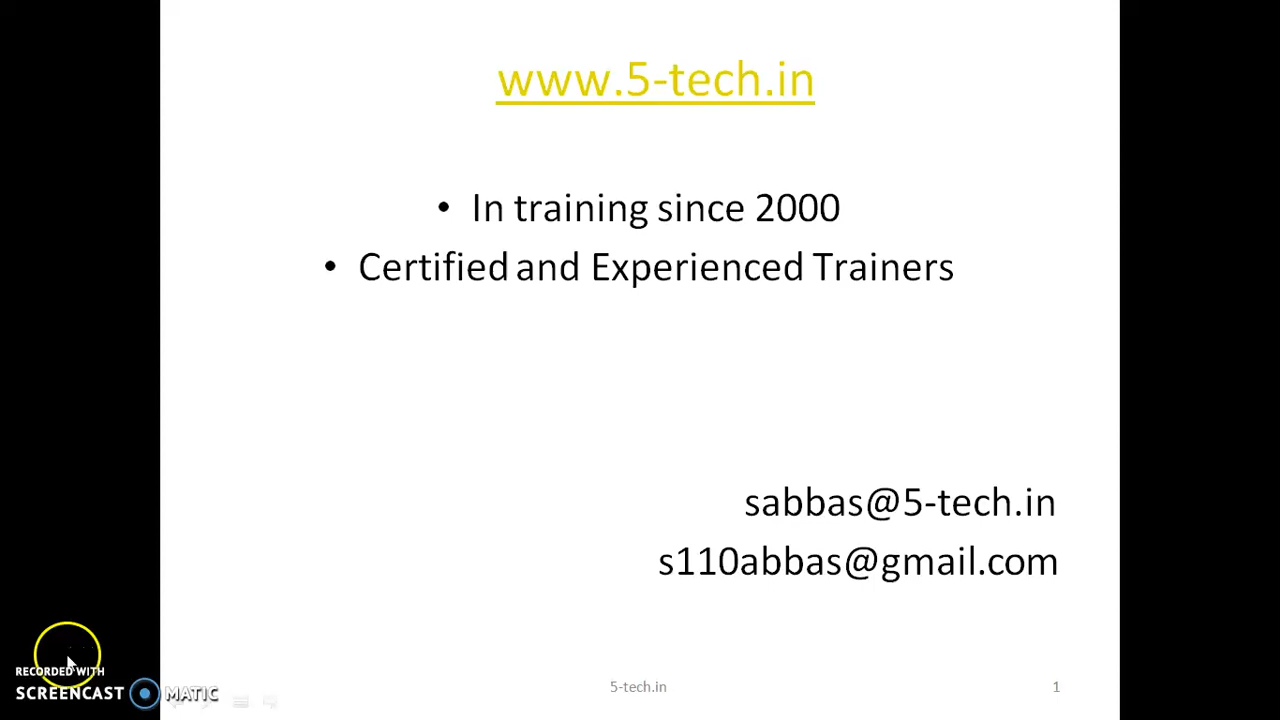 www.5-tech.in
• In training since 2000
• Certified and Experienced Trainers
sabbas@5-tech.in
s110abbas@gmail.com
RECORDED WITH
SCREENCAST MATIC
5-tech.in
1